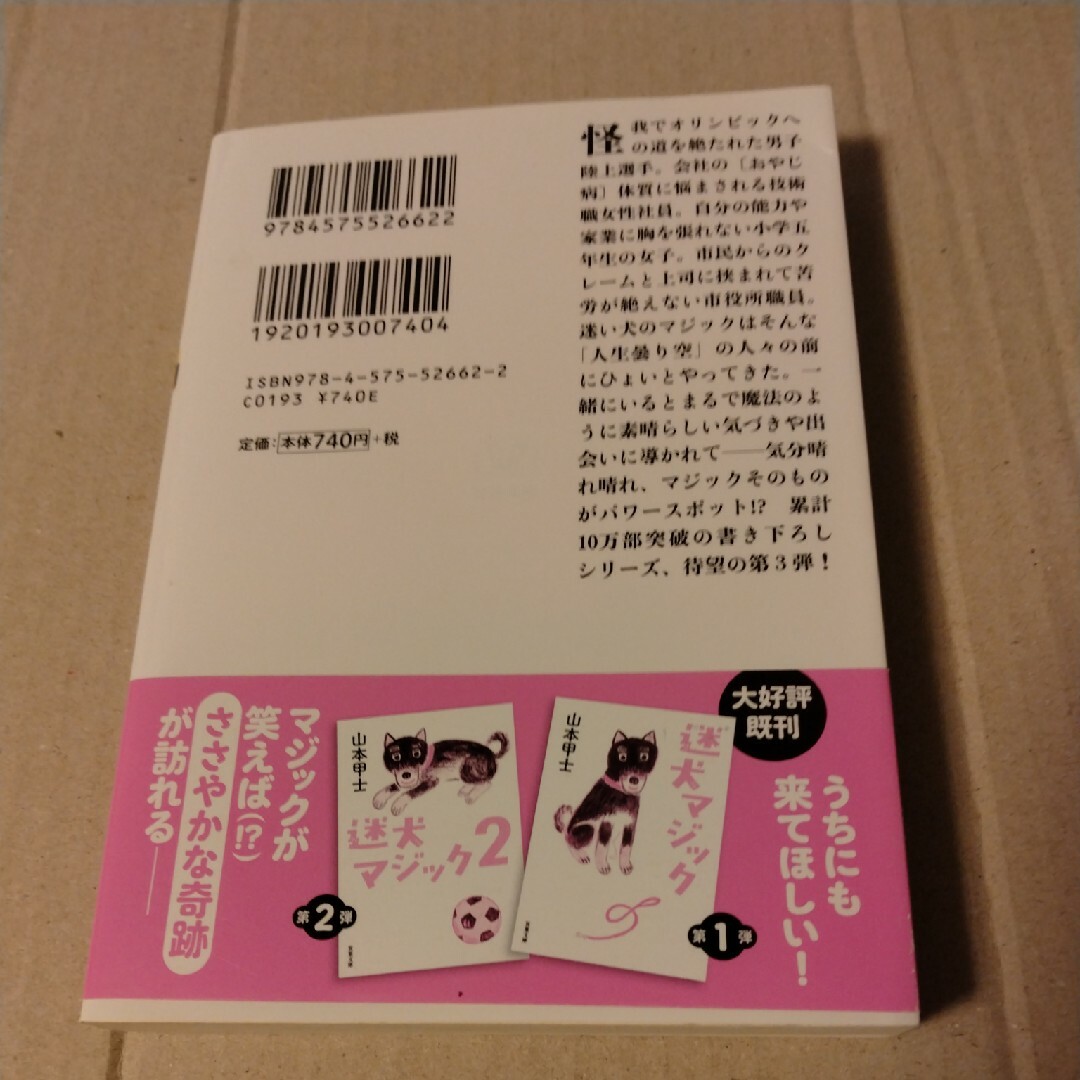 9784575526622
1920193007404
ISBN978-4-575-52662-2
C0193 ¥740E
定価:本体740円+税
怪我でオリンピックへ
の道を絶たれた男子
陸上選手。会社の〔おやじ
病〕体質に悩まされる技術
職女性社員。自分の能力や
家業に胸を張れない小学五
年生の女子。市民からのク
レームと上司に挟まれて苦
労が絶えない市役所職員。
迷い犬のマジックはそんな
「人生曇り空」の人々の前
にひょいとやってきた。一
緒にいるとまるで魔法のよ
うに素晴らしい気づきや出
会いに導かれて――気分晴
れ晴れ、マジックそのもの
がパワースポット!? 累計
10万部突破の書き下ろし
シリーズ、待望の第3弾!
大好評
既刊
うちにも
来てほしい!
迷犬マジック
山本甲士
双葉文庫
第1弾
山本甲士
迷犬
マジック2
双葉文庫
第2弾
マジックが
笑えば(!?)
ささやかな奇跡
が訪れる――